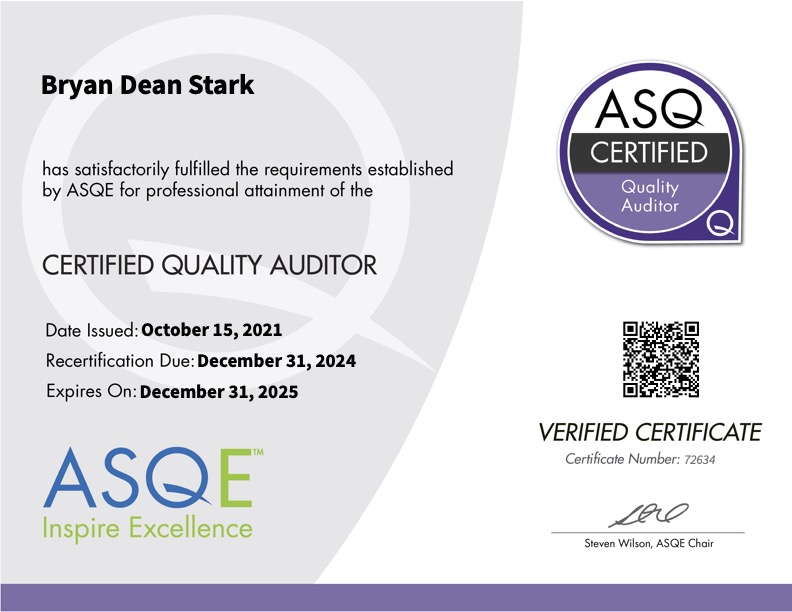 Bryan Dean Stark
has satisfactorily fulfilled the requirements established
by ASQE for professional attainment of the
CERTIFIED QUALITY AUDITOR
Date Issued: October 15, 2021
Recertification Due: December 31, 2024
Expires On: December 31, 2025
ASQE™
Inspire Excellence
ASQ
CERTIFIED
Quality
Auditor
Q
VERIFIED CERTIFICATE
Certificate Number: 72634
Steven Wilson, ASQE Chair